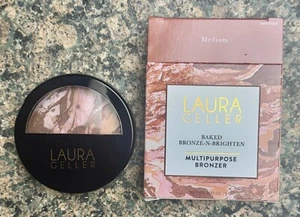 Medium
LAURA
GELLER
BAKED
BRONZE-N-BRIGHTEN
MULTIPURPOSE
BRONZER
LAURA
GELLER